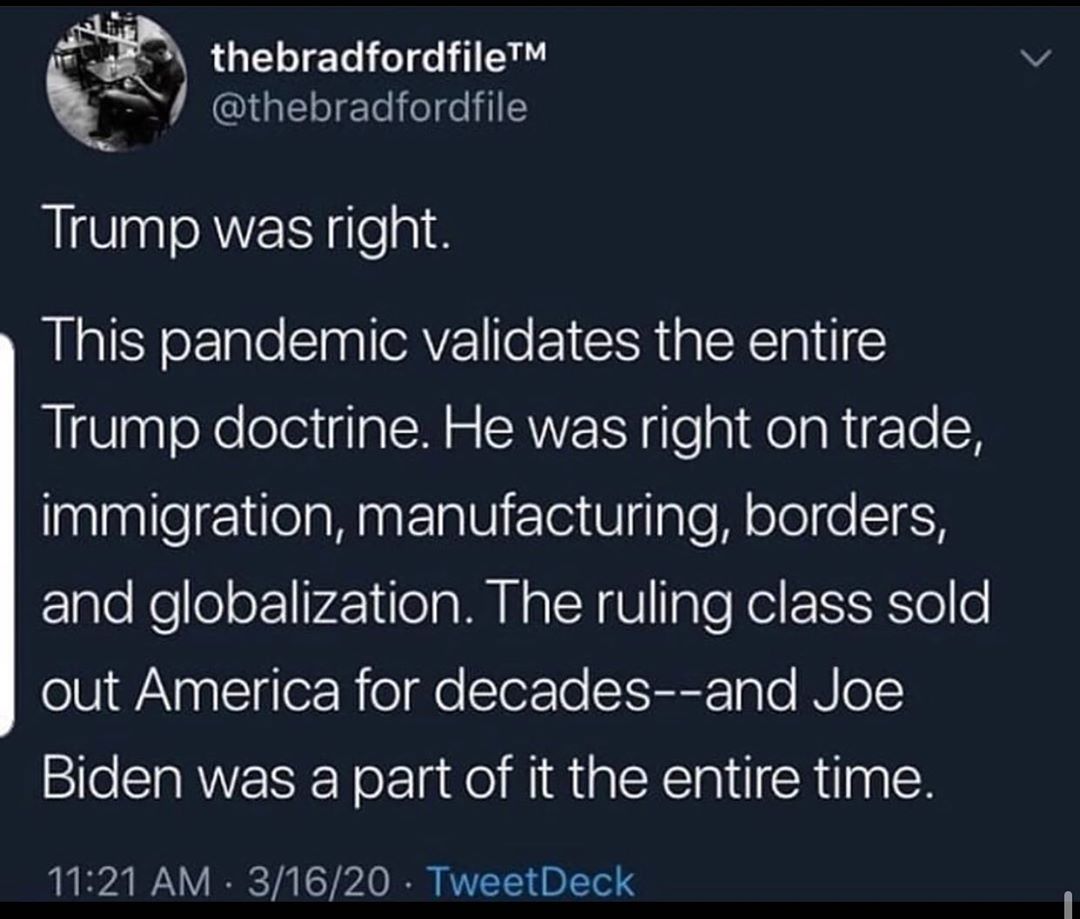 thebradfordfile™
@thebradfordfile
Trump was right.
This pandemic validates the entire
Trump doctrine. He was right on trade,
immigration, manufacturing, borders,
and globalization. The ruling class sold
out America for decades--and Joe
Biden was a part of it the entire time.
11:21 AM · 3/16/20 · TweetDeck